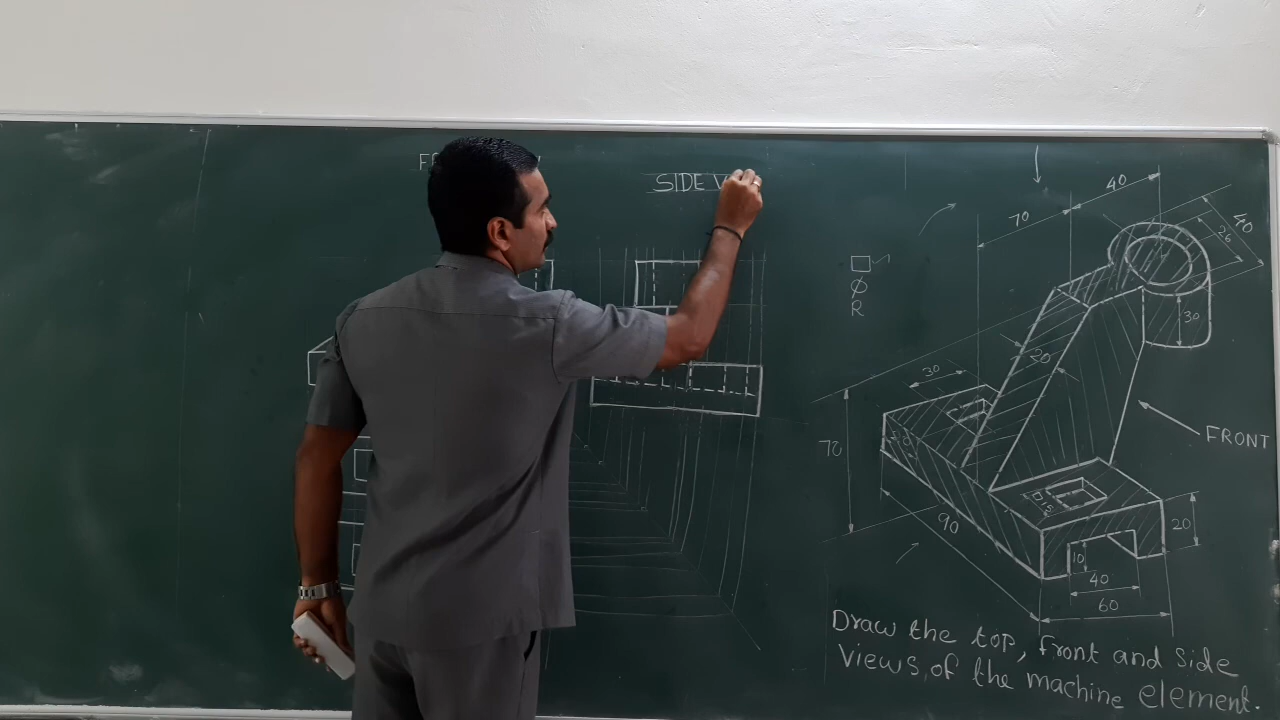 SIDE
40
70
40
26
□
φ
R
30
20
30
FRONT
70
□15
20
90
10
40
60
Draw the top, front and side
views, of the machine element.